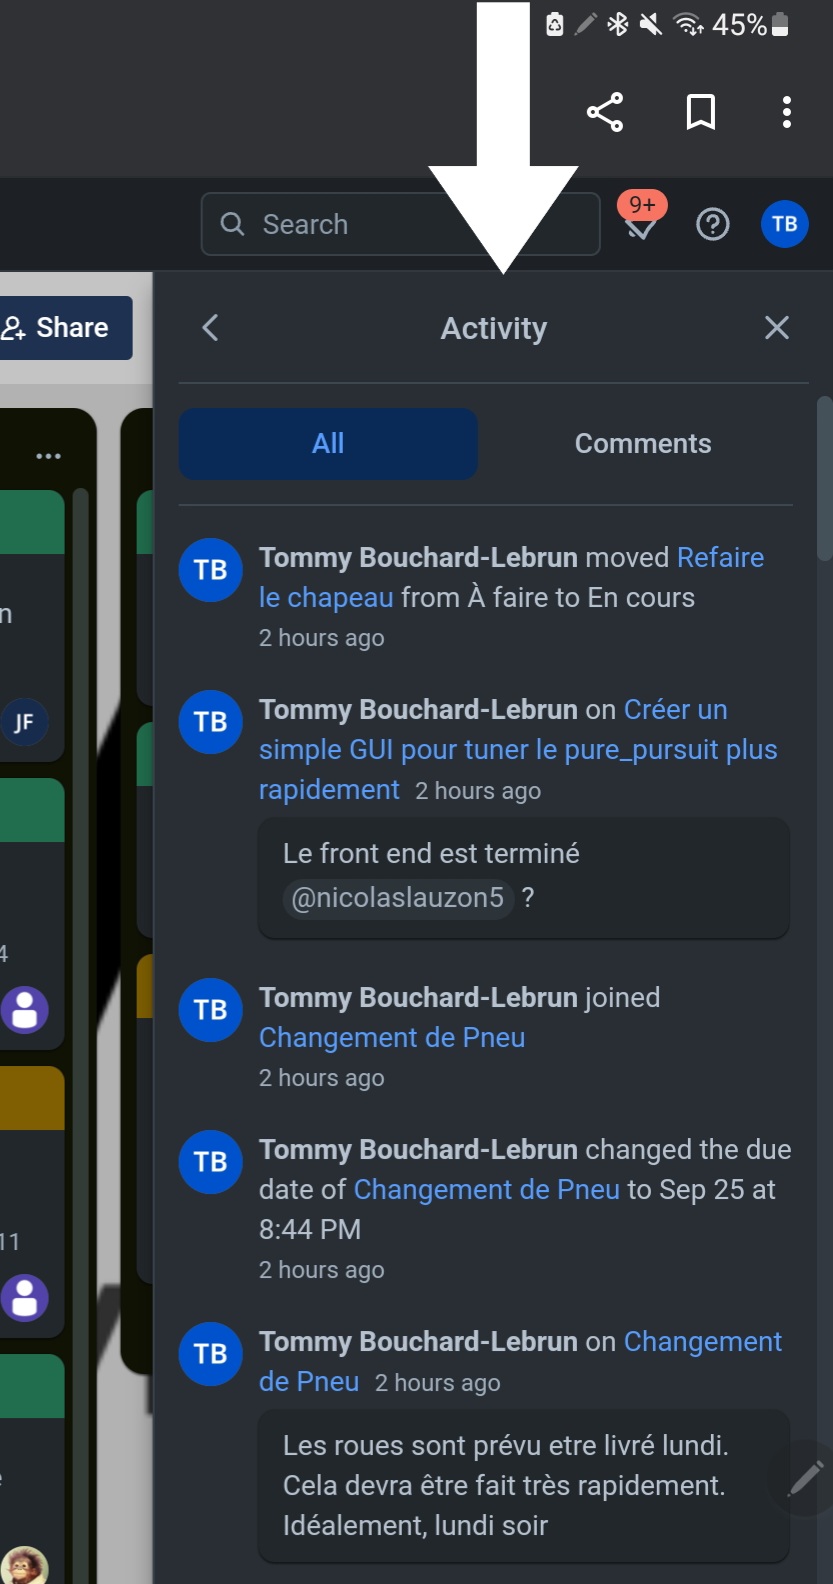 45%
Search
9+
TB
Share
Activity
All
Comments
TB
Tommy Bouchard-Lebrun moved Refaire
le chapeau from À faire to En cours
2 hours ago
n
JF
TB
Tommy Bouchard-Lebrun on Créer un
simple GUI pour tuner le pure_pursuit plus
rapidement 2 hours ago
Le front end est terminé
@nicolaslauzon5 ?
4
TB
Tommy Bouchard-Lebrun joined
Changement de Pneu
2 hours ago
TB
Tommy Bouchard-Lebrun changed the due
date of Changement de Pneu to Sep 25 at
8:44 PM
2 hours ago
11
TB
Tommy Bouchard-Lebrun on Changement
de Pneu 2 hours ago
Les roues sont prévu etre livré lundi.
Cela devra être fait très rapidement.
Idéalement, lundi soir